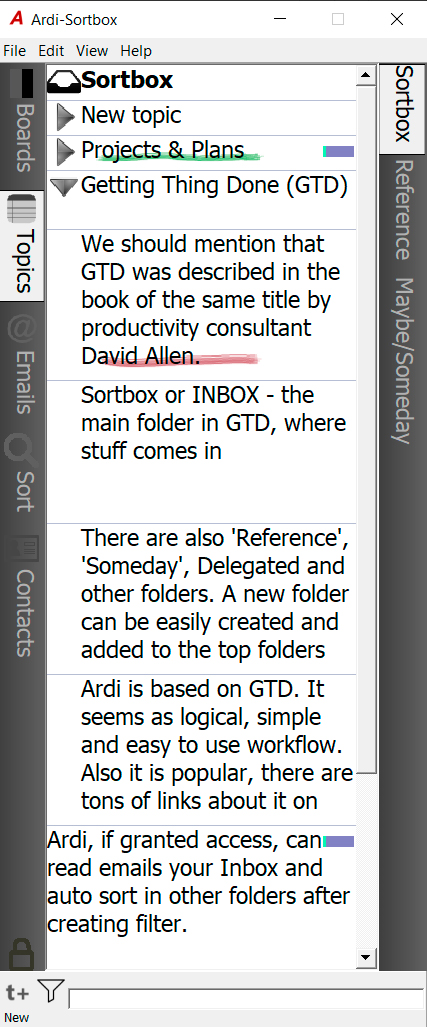 Ardi-Sortbox
File Edit View Help
Boards
Topics
@ Emails
Sort
Contacts
Sortbox
New topic
Projects & Plans
Getting Thing Done (GTD)
We should mention that
GTD was described in the
book of the same title by
productivity consultant
David Allen.
Sortbox or INBOX - the
main folder in GTD, where
stuff comes in
There are also 'Reference',
'Someday', Delegated and
other folders. A new folder
can be easily created and
added to the top folders
Ardi is based on GTD. It
seems as logical, simple
and easy to use workflow.
Also it is popular, there are
tons of links about it on
Ardi, if granted access, can
read emails your Inbox and
auto sort in other folders after
creating filter.
Sortbox
Reference
Maybe/Someday
t+
New